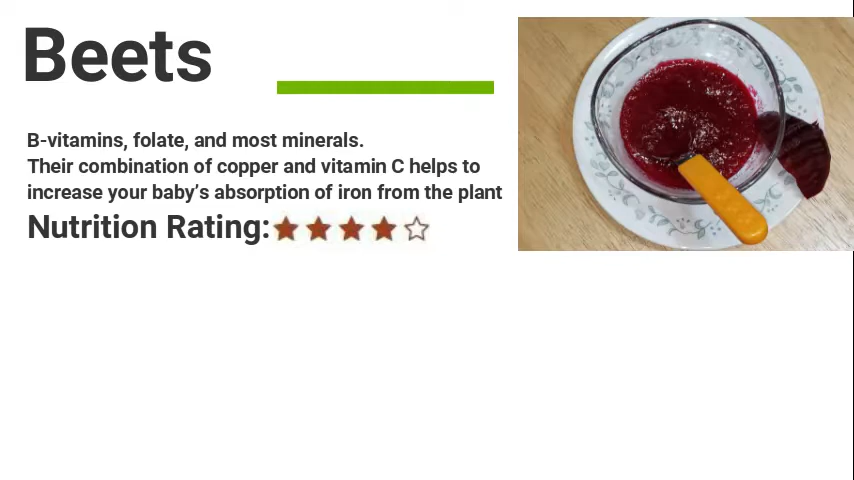 Beets
B-vitamins, folate, and most minerals.
Their combination of copper and vitamin C helps to
increase your baby’s absorption of iron from the plant
Nutrition Rating: